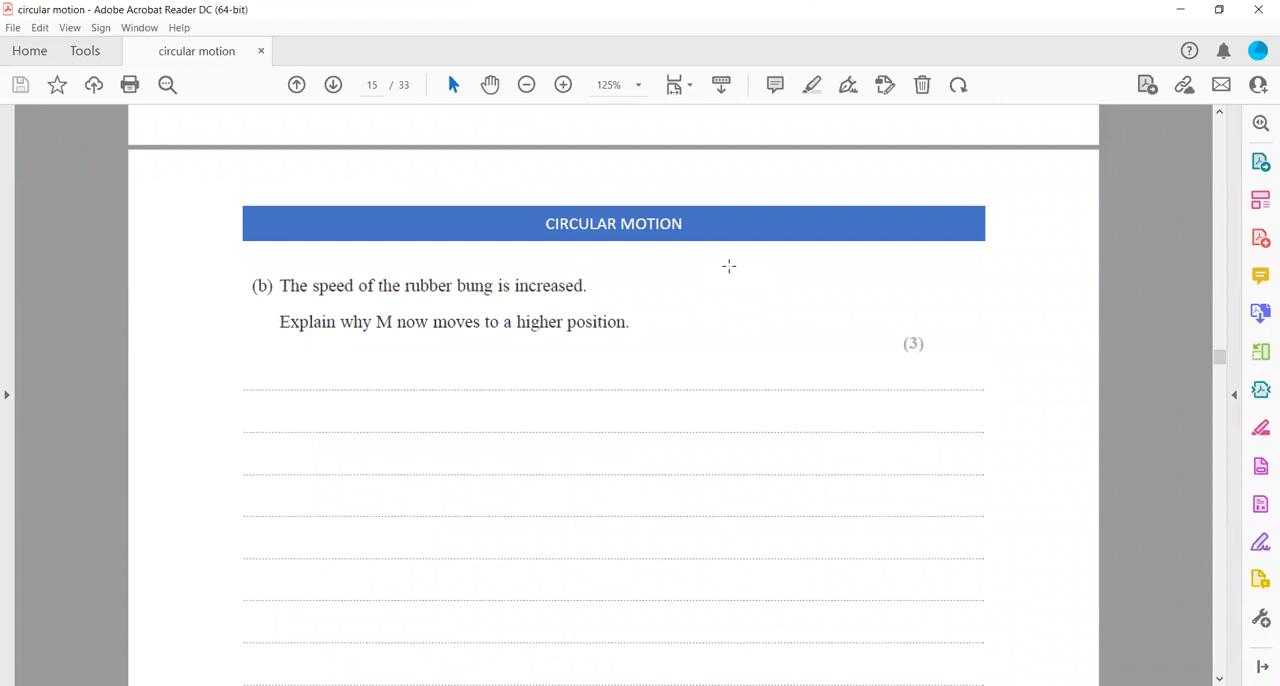 circular motion - Adobe Acrobat Reader DC (64-bit)
File Edit View Sign Window Help
Home Tools circular motion ×
15 / 33 125%
CIRCULAR MOTION
(b) The speed of the rubber bung is increased.
Explain why M now moves to a higher position.
(3)